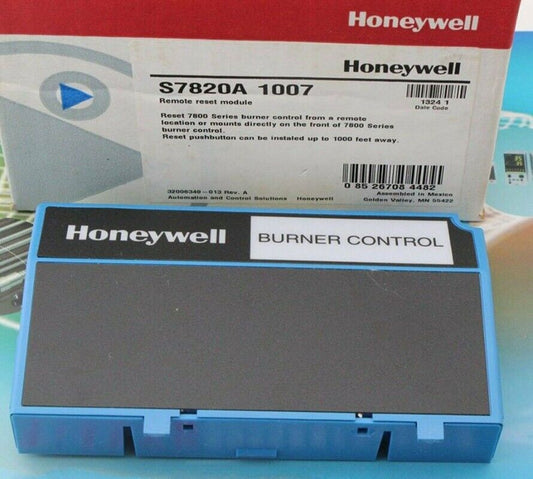 Honeywell
Honeywell
S7820A 1007
Remote reset module
1324 1
Date Code
Reset 7800 Series burner control from a remote
location or mounts directly on the front of 7800 Series
burner control.
Reset pushbutton can be instaled up to 1000 feet away.
0 85 26708 4482
32006349-013 Rev. A
Assembled in Mexico
Automation and Control Solutions Honeywell
Golden Valley, MN 55422
Honeywell
BURNER CONTROL